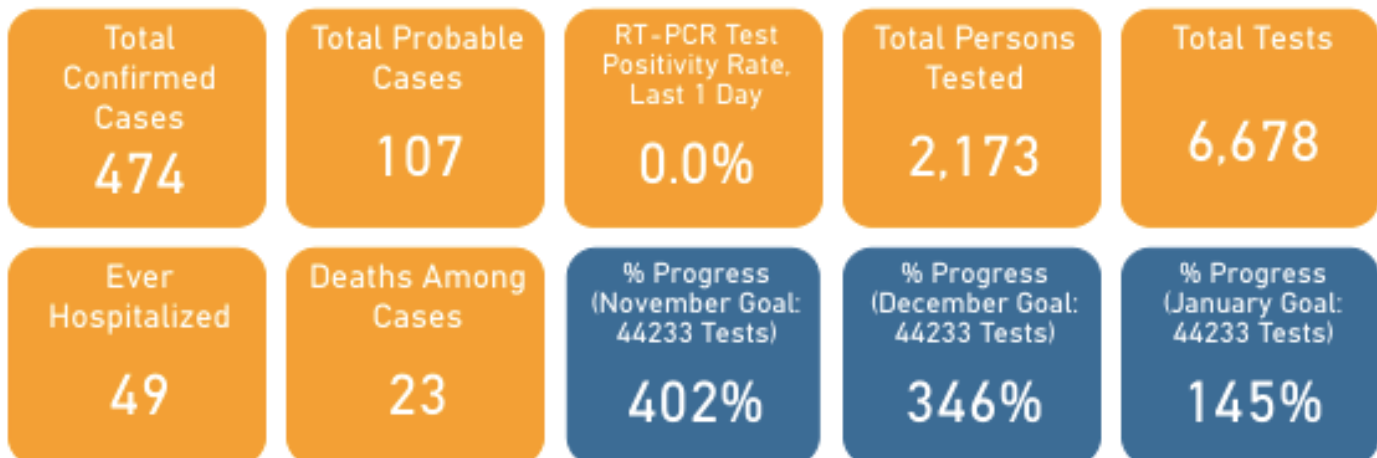 Total
Confirmed
Cases
474
Total Probable
Cases
107
RT-PCR Test
Positivity Rate,
Last 1 Day
0.0%
Total Persons
Tested
2,173
Total Tests
6,678
Ever
Hospitalized
49
Deaths Among
Cases
23
% Progress
(November Goal:
44233 Tests)
402%
% Progress
(December Goal:
44233 Tests)
346%
% Progress
(January Goal:
44233 Tests)
145%